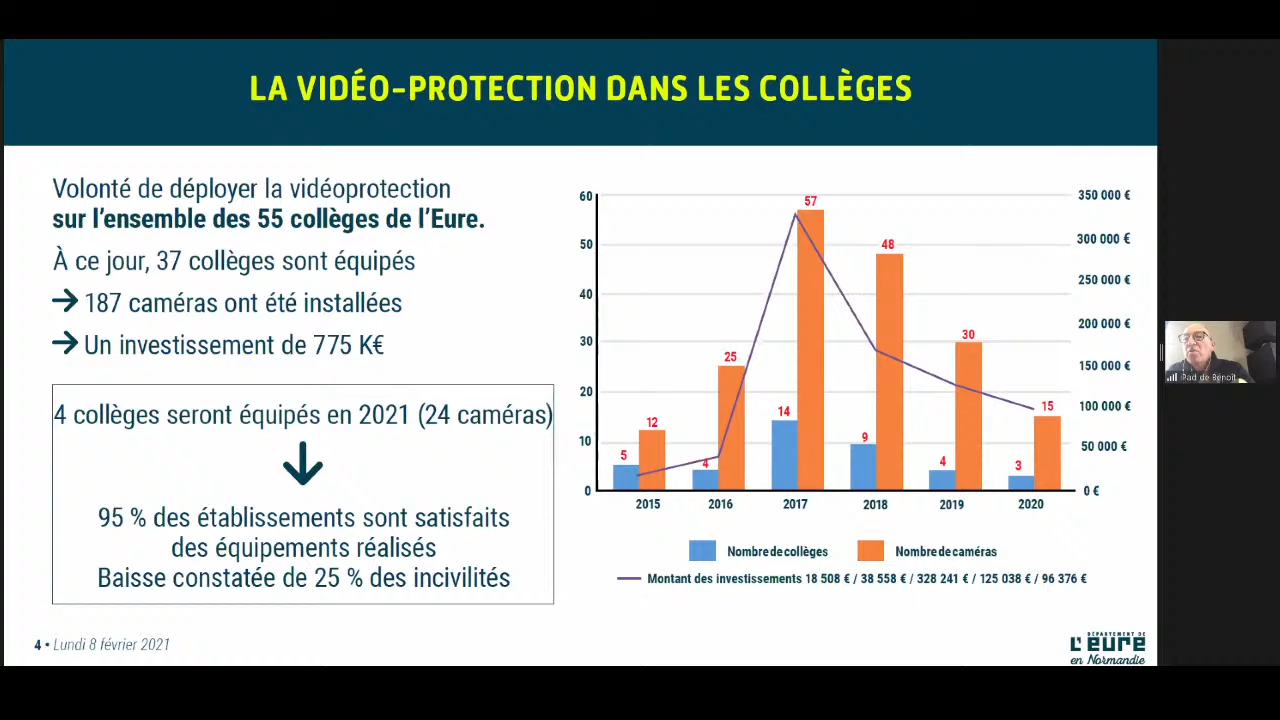 LA VIDÉO-PROTECTION DANS LES COLLÈGES
Volonté de déployer la vidéoprotection
sur l'ensemble des 55 collèges de l'Eure.
À ce jour, 37 collèges sont équipés
→ 187 caméras ont été installées
→ Un investissement de 775 K€
4 collèges seront équipés en 2021 (24 caméras)
95 % des établissements sont satisfaits
des équipements réalisés
Baisse constatée de 25 % des incivilités
60
50
40
30
20
10
0
350 000 €
300 000 €
250 000 €
200 000 €
150 000 €
100 000 €
50 000 €
0 €
5
12
4
25
14
57
9
48
4
30
3
15
2015
2016
2017
2018
2019
2020
Nombre de collèges
Nombre de caméras
Montant des investissements 18 508 € / 38 558 € / 328 241 € / 125 038 € / 96 376 €
4 • Lundi 8 février 2021
DÉPARTEMENT DE
L'EURE
en Normandie
iPad de Benoît